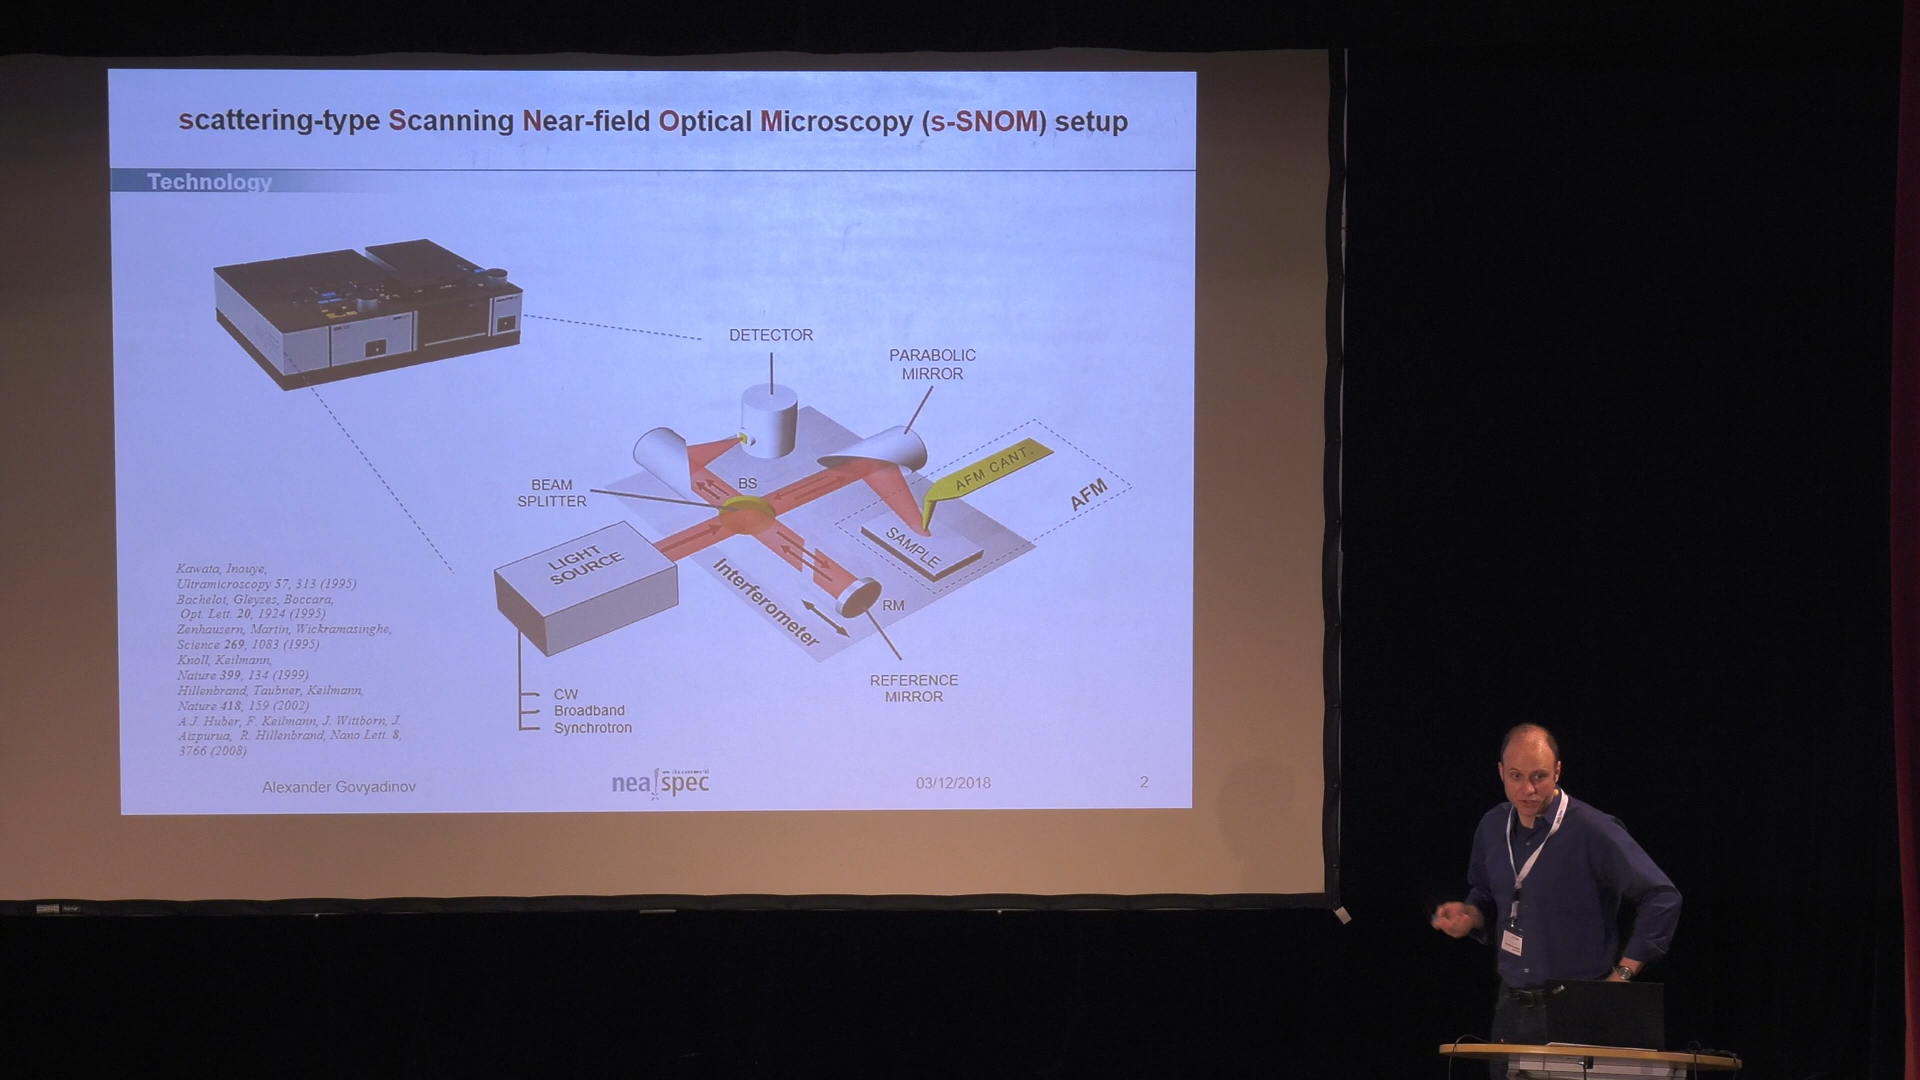 scattering-type Scanning Near-field Optical Microscopy (s-SNOM) setup
Technology
DETECTOR
PARABOLIC
MIRROR
BEAM
SPLITTER
BS
AFM CANT.
AFM
SAMPLE
LIGHT
SOURCE
Interferometer
RM
REFERENCE
MIRROR
CW
Broadband
Synchrotron
Kawata, Inouye,
Ultramicroscopy 57, 313 (1995)
Bachelot, Gleyzes, Boccara,
Opt. Lett. 20, 1924 (1995)
Zenhausern, Martin, Wickramasinghe,
Science 269, 1083 (1995)
Knoll, Keilmann,
Nature 399, 134 (1999)
Hillenbrand, Taubner, Keilmann,
Nature 418, 159 (2002)
A.J. Huber, F. Keilmann, J. Wittborn, J.
Aizpurua, R. Hillenbrand, Nano Lett. 8,
3766 (2008)
Alexander Govyadinov
neaspec
03/12/2018
2